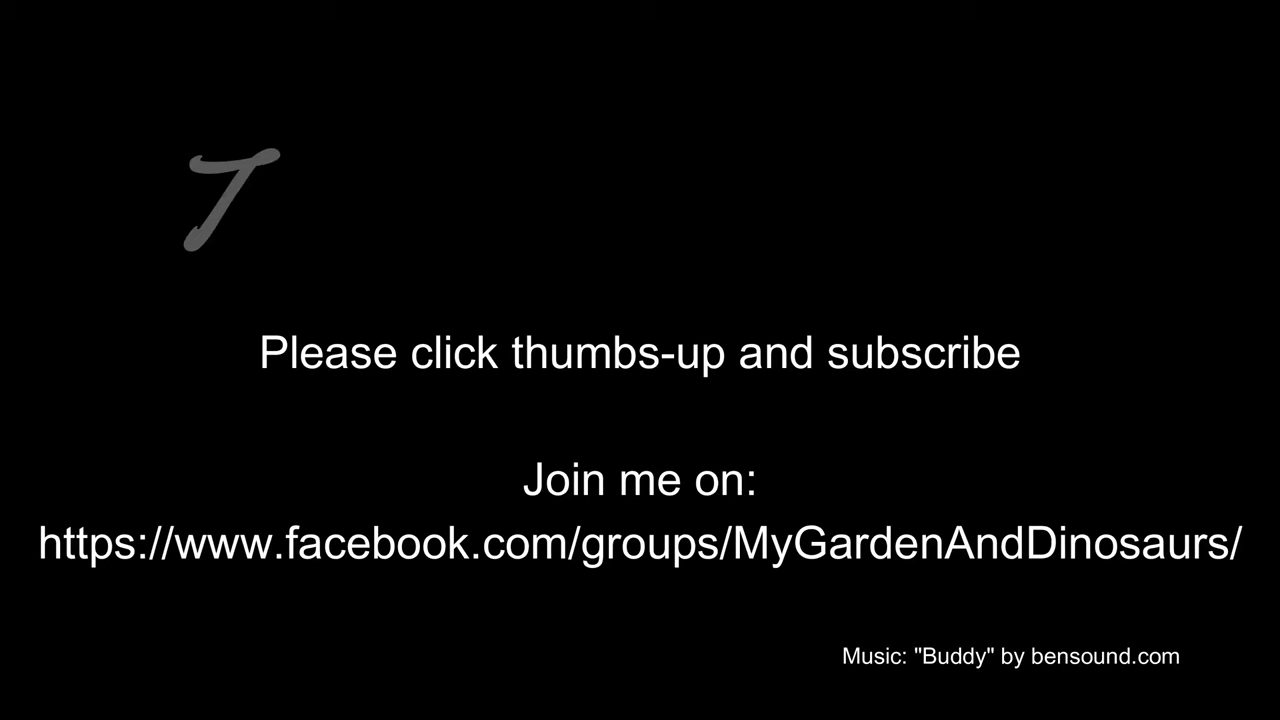 T
Please click thumbs-up and subscribe
Join me on:
https://www.facebook.com/groups/MyGardenAndDinosaurs/
Music: "Buddy" by bensound.com